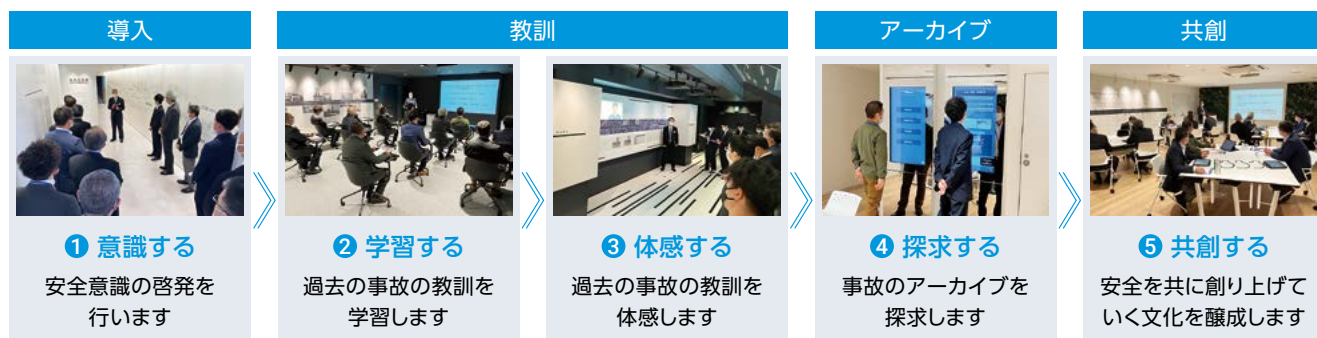 導入
教訓
アーカイブ
共創
❶ 意識する
安全意識の啓発を
行います
❷ 学習する
過去の事故の教訓を
学習します
❸ 体感する
過去の事故の教訓を
体感します
❹ 探求する
事故のアーカイブを
探求します
❺ 共創する
安全を共に創り上げて
いく文化を醸成します